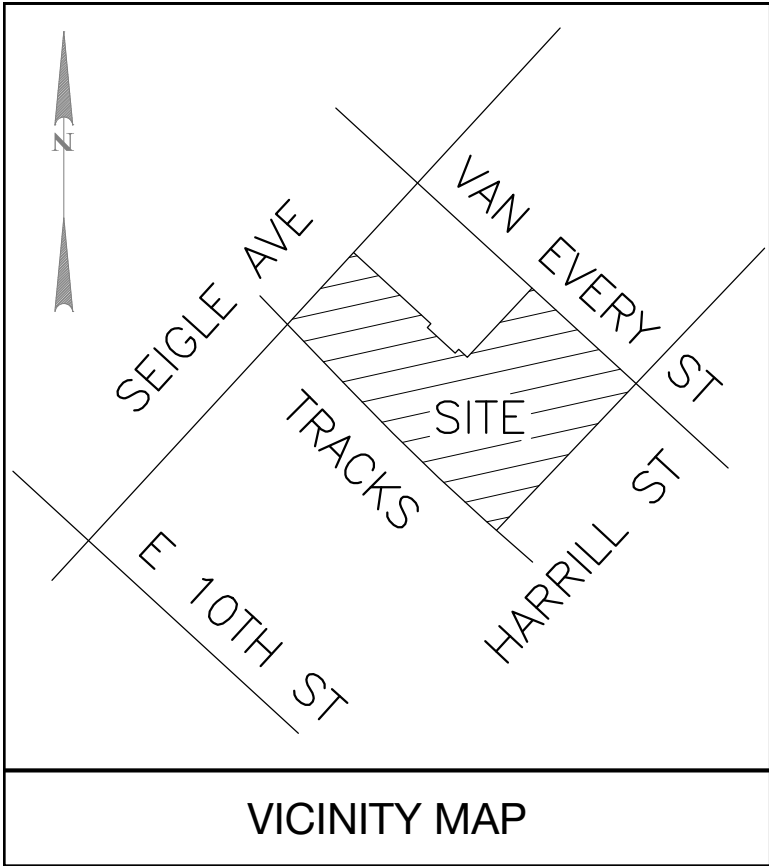 N
VAN EVERY ST
SEIGLE AVE
SITE
TRACKS
HARRILL ST
E 10TH ST
VICINITY MAP